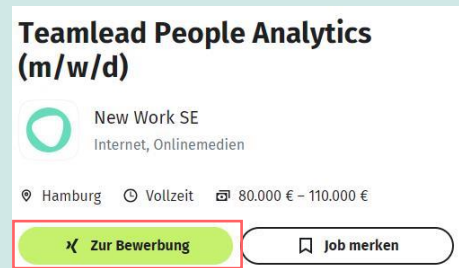 Teamlead People Analytics
(m/w/d)
New Work SE
Internet, Onlinemedien
Hamburg Vollzeit 80.000 € – 110.000 €
Zur Bewerbung Job merken